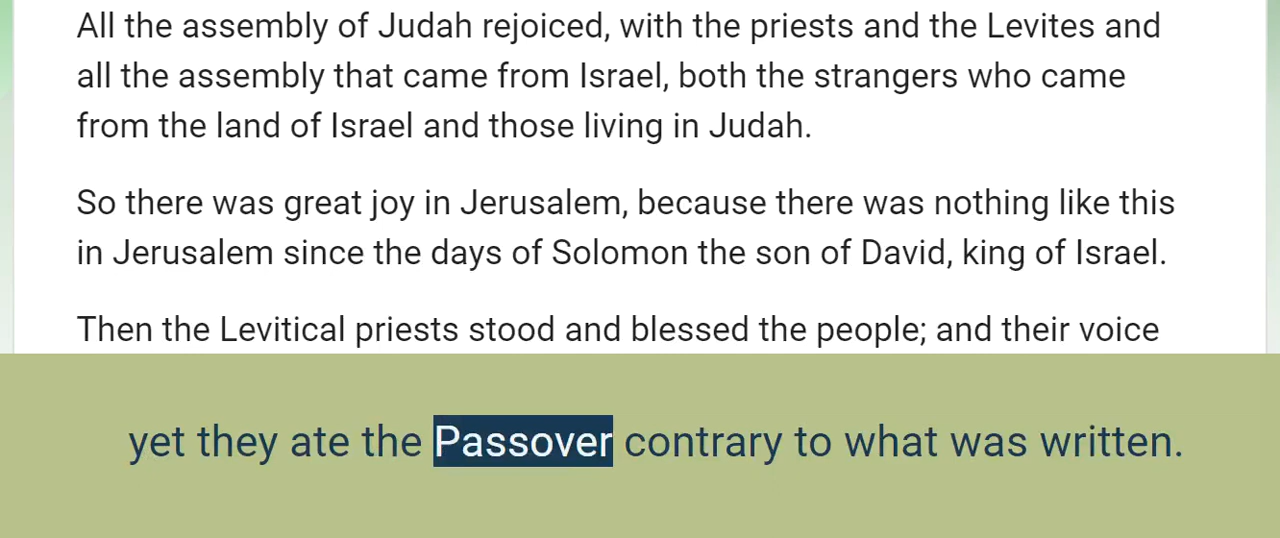 All the assembly of Judah rejoiced, with the priests and the Levites and
all the assembly that came from Israel, both the strangers who came
from the land of Israel and those living in Judah.
So there was great joy in Jerusalem, because there was nothing like this
in Jerusalem since the days of Solomon the son of David, king of Israel.
Then the Levitical priests stood and blessed the people; and their voice
yet they ate the Passover contrary to what was written.